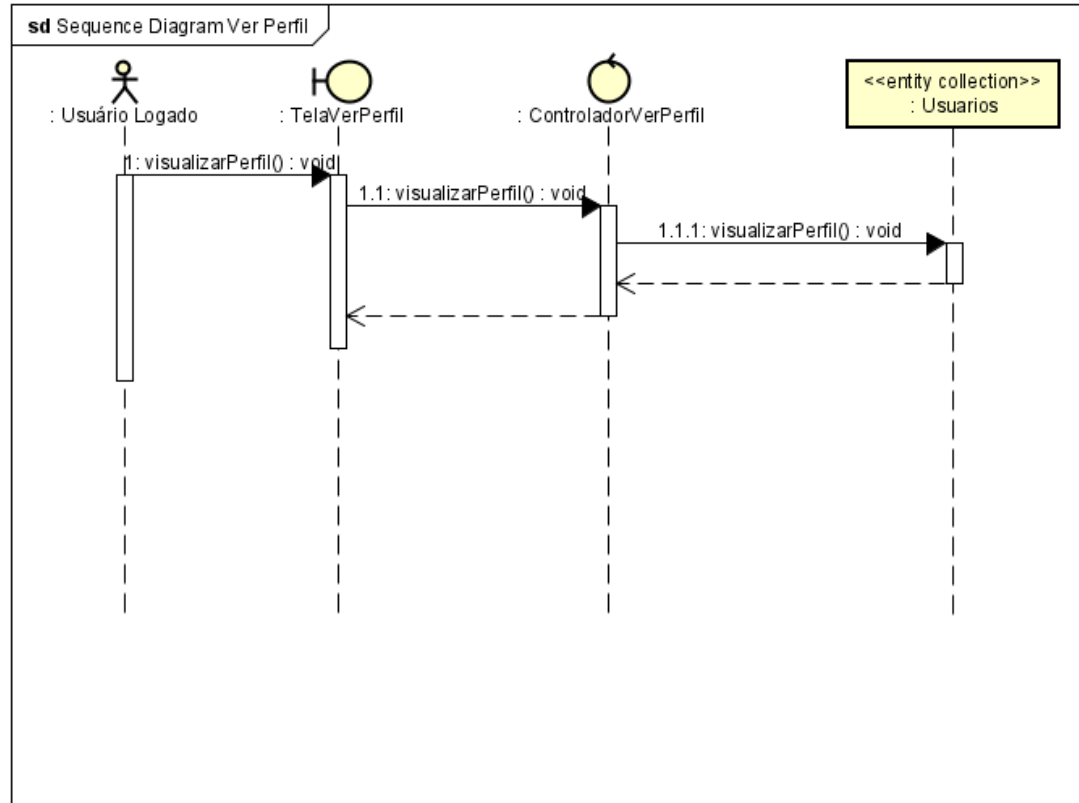 sd Sequence Diagram Ver Perfil
: Usuário Logado
: TelaVerPerfil
: ControladorVerPerfil
<<entity collection>>
: Usuarios
1: visualizarPerfil() : void
1.1: visualizarPerfil() : void
1.1.1: visualizarPerfil() : void